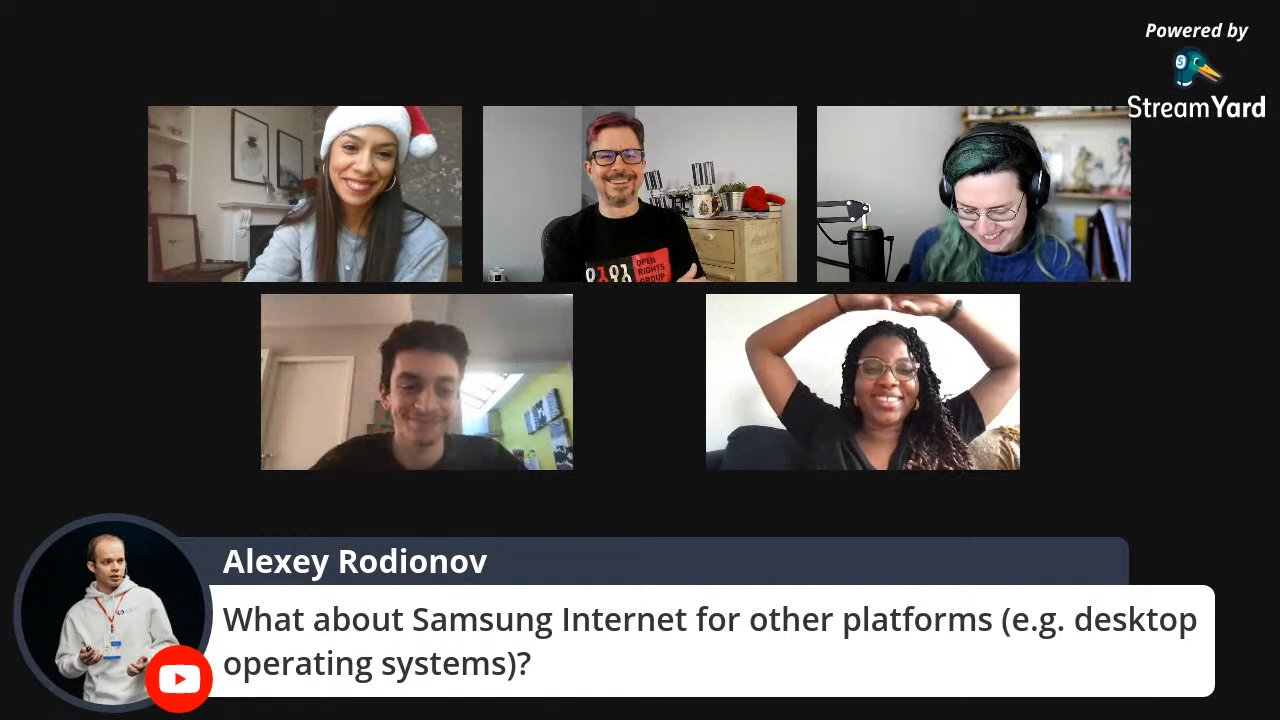 Powered by
StreamYard
OPEN
RIGHTS
GROUP
Alexey Rodionov
What about Samsung Internet for other platforms (e.g. desktop
operating systems)?